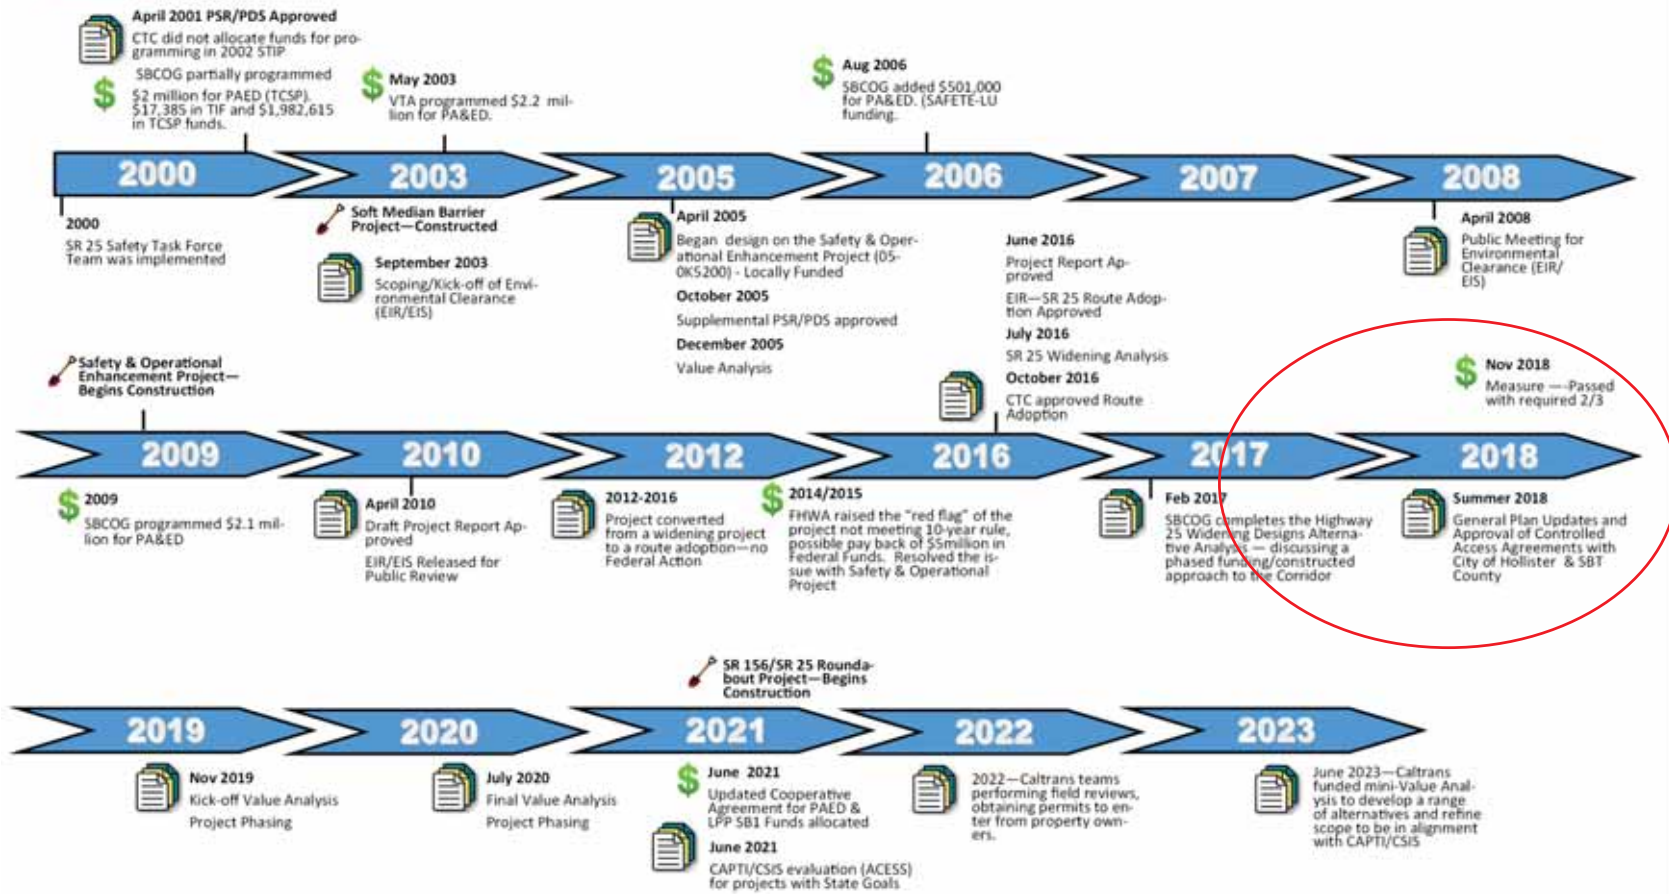 April 2001 PSR/PDS Approved
CTC did not allocate funds for pro-
gramming in 2002 STIP
SBCOG partially programmed
$2 million for PAED (TCSP).
$17,385 in TIF and $1,982,615
in TCSP funds.
May 2003
VTA programmed $2.2 mil-
lion for PA&ED.
Aug 2006
SBCOG added $501,000
for PA&ED. (SAFETE-LU
funding.
2000
2003
2005
2006
2007
2008
2000
SR 25 Safety Task Force
Team was implemented
Soft Median Barrier
Project—Constructed
September 2003
Scoping/Kick-off of Envi-
ronmental Clearance
(EIR/EIS)
April 2005
Began design on the Safety & Oper-
ational Enhancement Project (05-
0K5200) - Locally Funded
October 2005
Supplemental PSR/PDS approved
December 2005
Value Analysis
June 2016
Project Report Ap-
proved
EIR—SR 25 Route Adop-
tion Approved
July 2016
SR 25 Widening Analysis
October 2016
CTC approved Route
Adoption
April 2008
Public Meeting for
Environmental
Clearance (EIR/
EIS)
Safety & Operational
Enhancement Project—
Begins Construction
Nov 2018
Measure —-Passed
with required 2/3
2009
2010
2012
2016
2017
2018
2009
SBCOG programmed $2.1 mil-
lion for PA&ED
April 2010
Draft Project Report Ap-
proved
EIR/EIS Released for
Public Review
2012-2016
Project converted
from a widening project
to a route adoption—no
Federal Action
2014/2015
FHWA raised the "red flag" of the
project not meeting 10-year rule,
possible pay back of $5million in
Federal Funds. Resolved the is-
sue with Safety & Operational
Project
Feb 2017
SBCOG completes the Highway
25 Widening Designs Alterna-
tive Analysis — discussing a
phased funding/constructed
approach to the Corridor
Summer 2018
General Plan Updates and
Approval of Controlled
Access Agreements with
City of Hollister & SBT
County
SR 156/SR 25 Rounda-
bout Project—Begins
Construction
2019
2020
2021
2022
2023
Nov 2019
Kick-off Value Analysis
Project Phasing
July 2020
Final Value Analysis
Project Phasing
June 2021
Updated Cooperative
Agreement for PAED &
LPP SB1 Funds allocated
June 2021
CAPTI/CSIS evaluation (ACESS)
for projects with State Goals
2022—Caltrans teams
performing field reviews,
obtaining permits to en-
ter from property own-
ers.
June 2023—Caltrans
funded mini-Value Anal-
ysis to develop a range
of alternatives and refine
scope to be in alignment
with CAPTI/CSIS